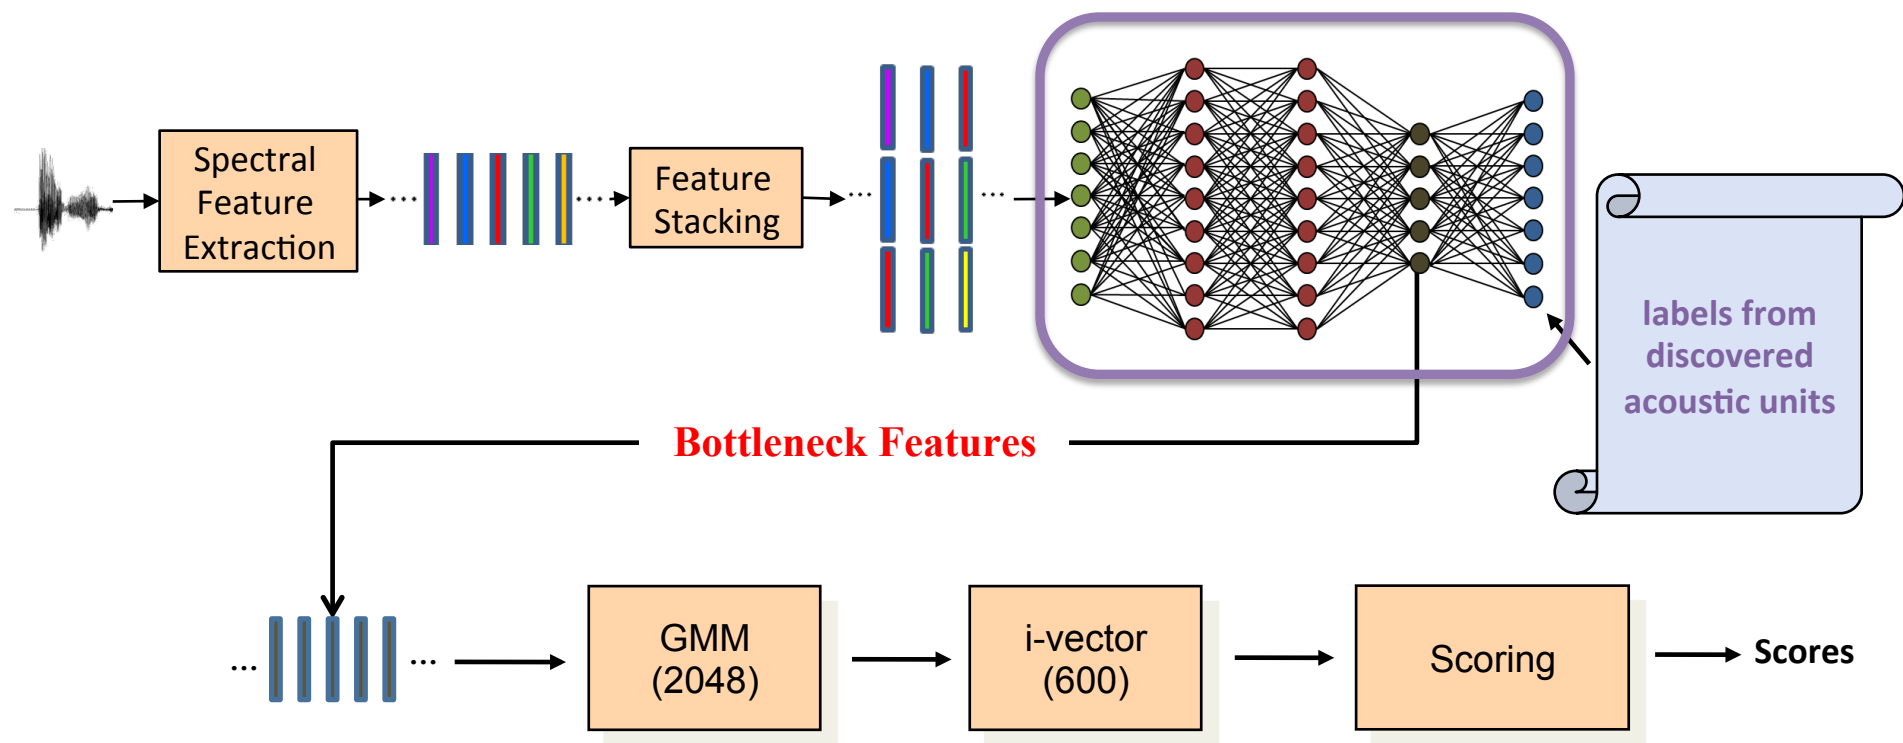 Spectral
Feature
Extraction
Feature
Stacking
labels from
discovered
acoustic units
Bottleneck Features
GMM
(2048)
i-vector
(600)
Scoring
Scores